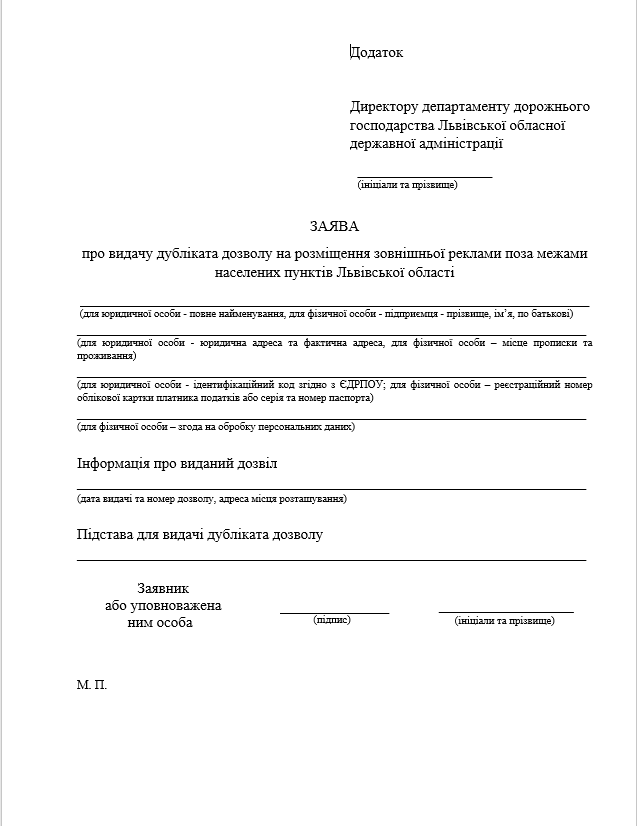 Додаток
Директору департаменту дорожнього
господарства Львівської обласної
державної адміністрації
(ініціали та прізвище)
ЗАЯВА
про видачу дубліката дозволу на розміщення зовнішньої реклами поза межами
населених пунктів Львівської області
(для юридичної особи - повне найменування, для фізичної особи - підприємця - прізвище, ім’я, по батькові)
(для юридичної особи - юридична адреса та фактична адреса, для фізичної особи – місце прописки та
проживання)
(для юридичної особи - ідентифікаційний код згідно з ЄДРПОУ; для фізичної особи – реєстраційний номер
облікової картки платника податків або серія та номер паспорта)
(для фізичної особи – згода на обробку персональних даних)
Інформація про виданий дозвіл
(дата видачі та номер дозволу, адреса місця розташування)
Підстава для видачі дубліката дозволу
Заявник
або уповноважена
ним особа
(підпис)
(ініціали та прізвище)
М. П.